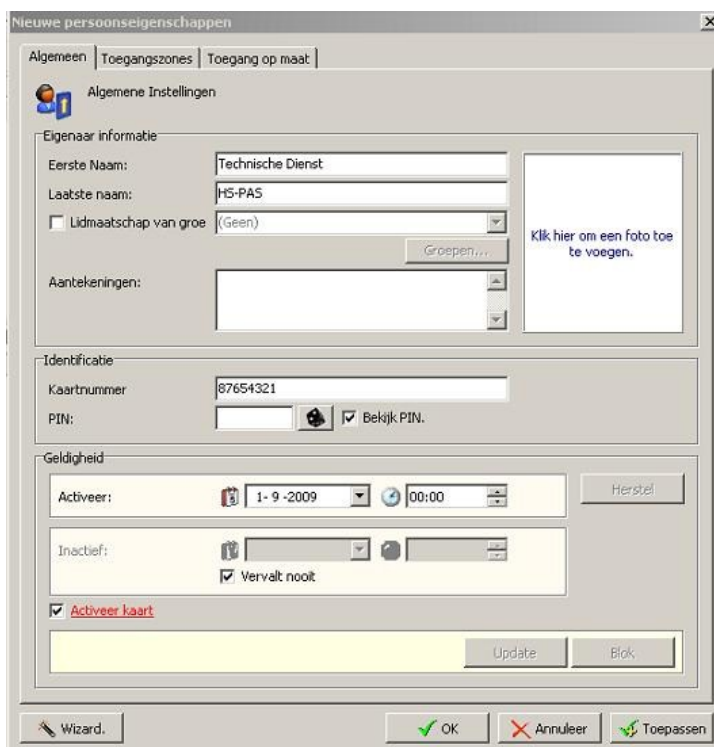 Nieuwe persoonseigenschappen
Algemeen Toegangszones Toegang op maat
Algemene Instellingen
Eigenaar informatie
Eerste Naam: Technische Dienst
Laatste naam: HS-PAS
Lidmaatschap van groe (Geen)
Groepen...
Klik hier om een foto toe
te voegen.
Aantekeningen:
Identificatie
Kaartnummer 87654321
PIN: Bekijk PIN.
Geldigheid
Activeer: 1- 9 -2009 00:00 Herstel
Inactief:
Vervalt nooit
Activeer kaart
Update Blok
Wizard. OK Annuleer Toepassen